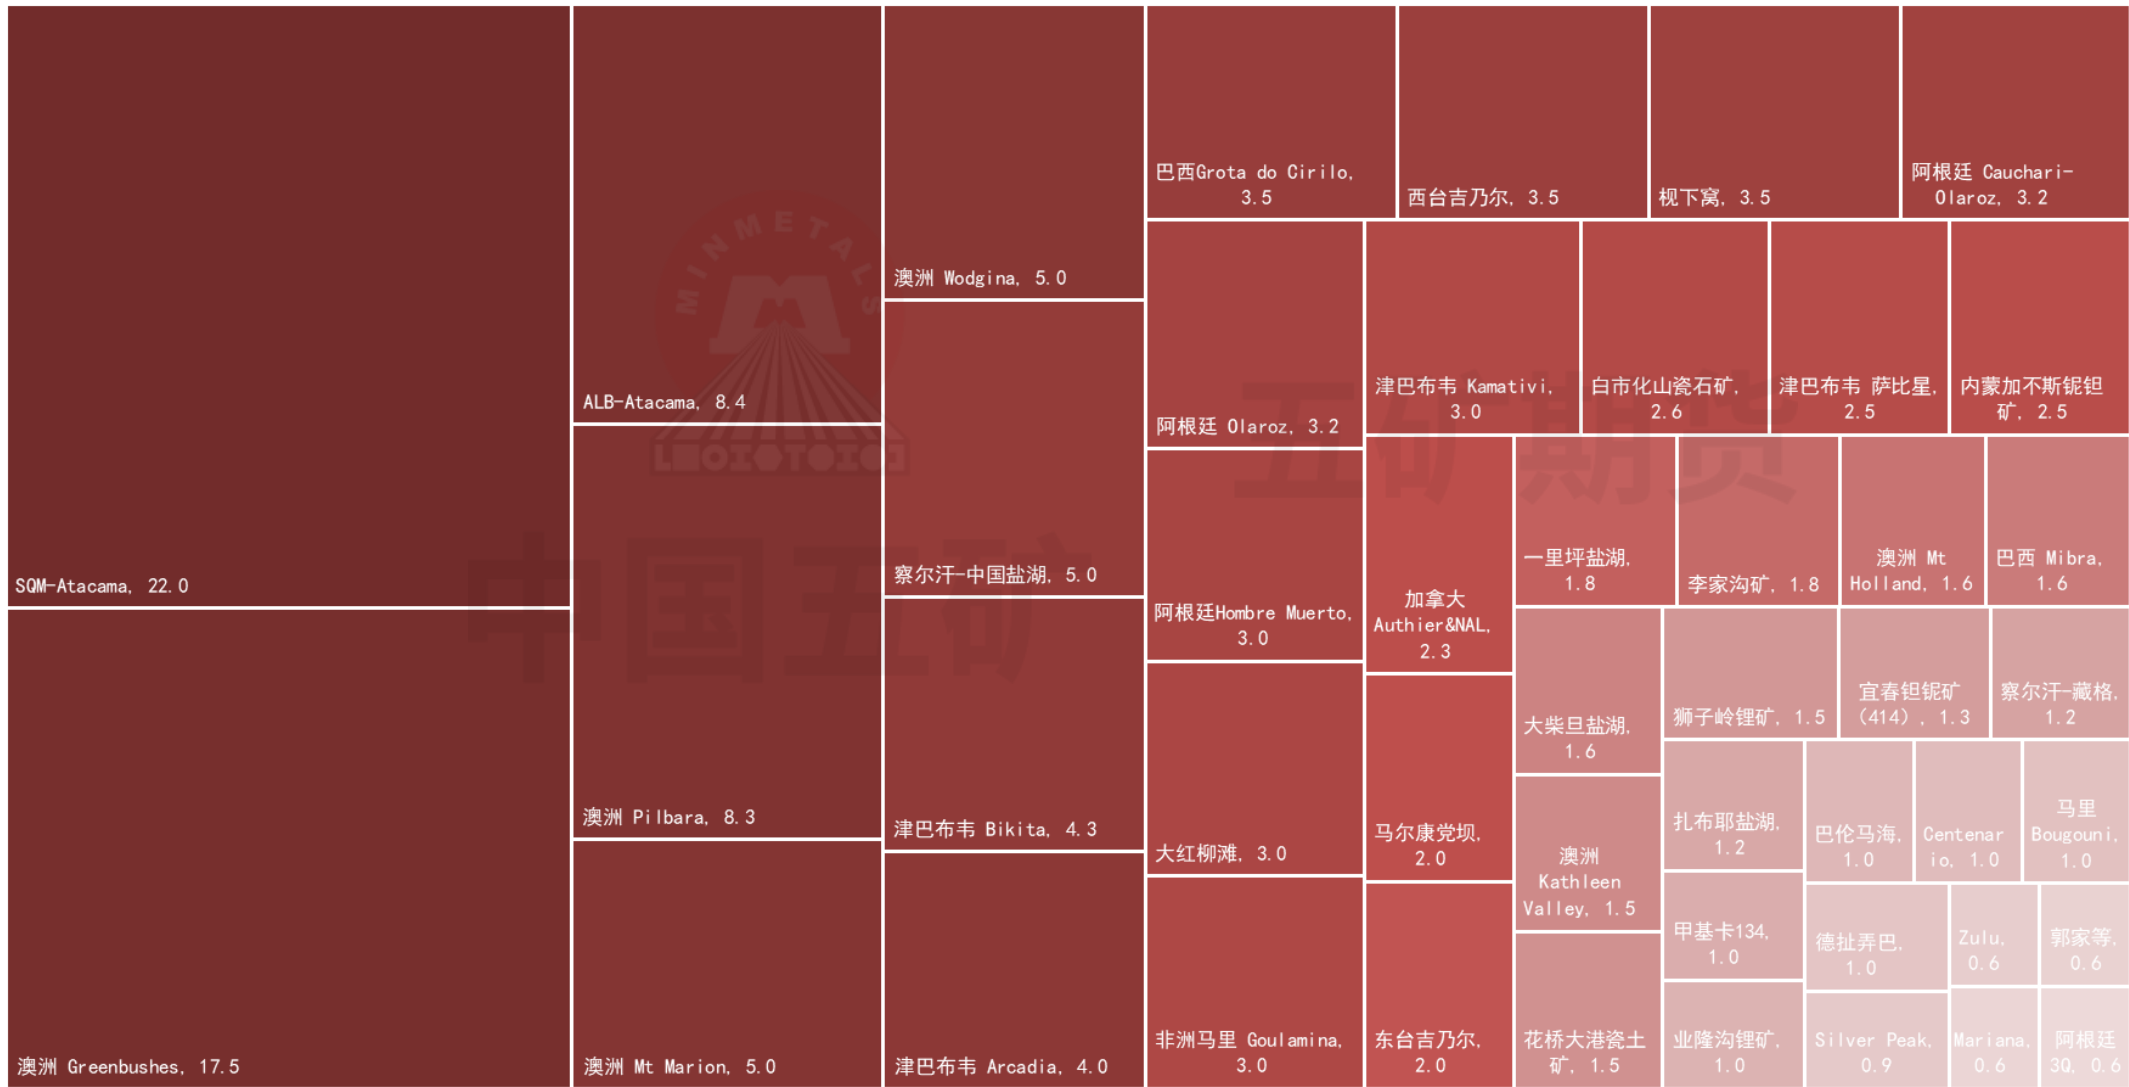 SQM-Atacama, 22.0
澳洲 Greenbushes, 17.5
ALB-Atacama, 8.4
澳洲 Pilbara, 8.3
澳洲 Mt Marion, 5.0
澳洲 Wodgina, 5.0
察尔汗-中国盐湖, 5.0
津巴布韦 Bikita, 4.3
津巴布韦 Arcadia, 4.0
巴西Grota do Cirilo,
3.5
西台吉乃尔, 3.5
枧下窝, 3.5
阿根廷 Cauchari-
Olaroz, 3.2
阿根廷 Olaroz, 3.2
阿根廷Hombre Muerto,
3.0
大红柳滩, 3.0
非洲马里 Goulamina,
3.0
津巴布韦 Kamativi,
3.0
白市化山瓷石矿,
2.6
津巴布韦 萨比星,
2.5
内蒙加不斯铌钽
矿, 2.5
加拿大
Authier&NAL,
2.3
马尔康党坝,
2.0
东台吉乃尔,
2.0
一里坪盐湖,
1.8
李家沟矿, 1.8
澳洲 Mt
Holland, 1.6
巴西 Mibra,
1.6
大柴旦盐湖,
1.6
澳洲
Kathleen
Valley, 1.5
花桥大港瓷土
矿, 1.5
狮子岭锂矿, 1.5
宜春钽铌矿
（414）, 1.3
察尔汗-藏格,
1.2
扎布耶盐湖,
1.2
甲基卡134,
1.0
业隆沟锂矿,
1.0
巴伦马海,
1.0
Centenar
io, 1.0
马里
Bougouni,
1.0
德扯弄巴,
1.0
Silver Peak,
0.9
Zulu,
0.6
郭家等,
0.6
Mariana,
0.6
阿根廷
3Q, 0.6
MINMETALS
中国五矿
五矿期货